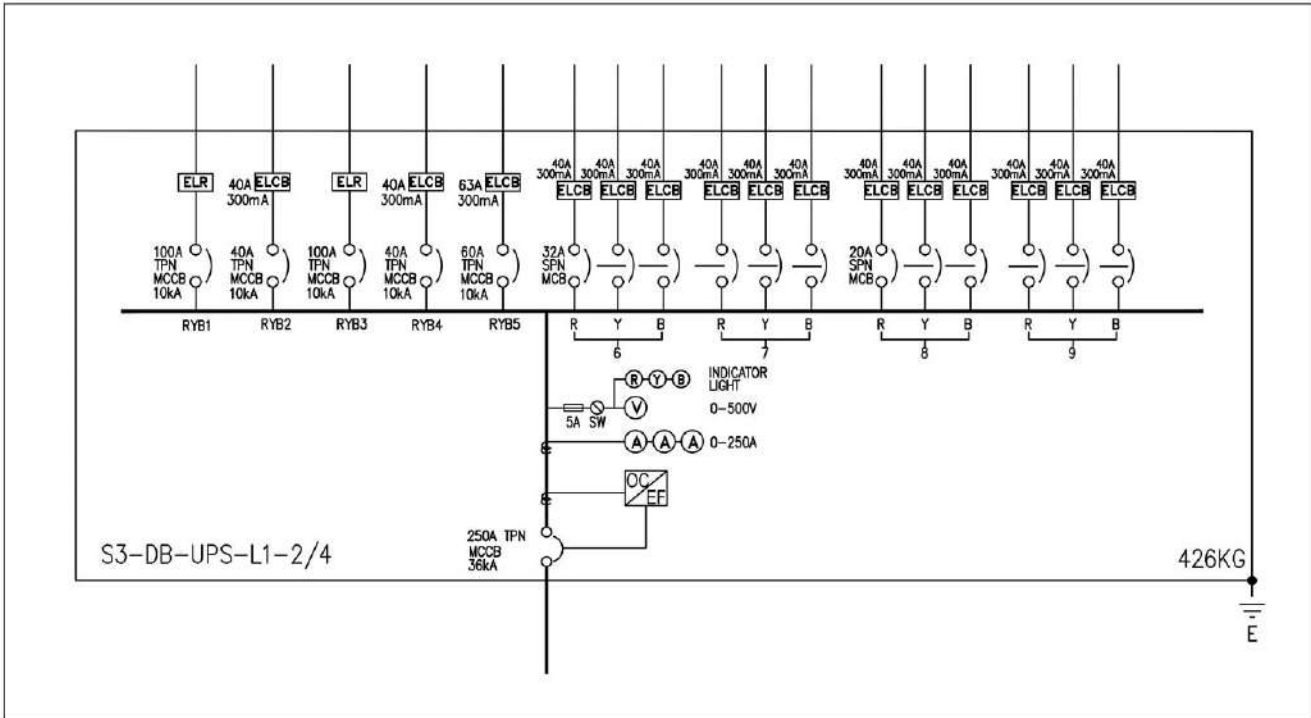 40A 40A 40A 40A 40A 40A 40A 40A 40A 40A 40A 40A
300mA 300mA 300mA 300mA 300mA 300mA 300mA 300mA 300mA 300mA 300mA 300mA
ELR 40A ELCB ELR 40A ELCB 63A ELCB ELCB ELCB ELCB ELCB ELCB ELCB ELCB ELCB ELCB ELCB ELCB ELCB
300mA 300mA 300mA
100A 40A 100A 40A 60A 32A 20A
TPN TPN TPN TPN TPN SPN SPN
MCCB MCCB MCCB MCCB MCCB MCB MCB
10kA 10kA 10kA 10kA 10kA
RYB1 RYB2 RYB3 RYB4 RYB5 R Y B R Y B R Y B R Y B
6 7 8 9
R Y B INDICATOR
LIGHT
V 0-500V
5A SW
A A A 0-250A
OC
EF
250A TPN
MCCB
36kA
S3-DB-UPS-L1-2/4
426KG
E